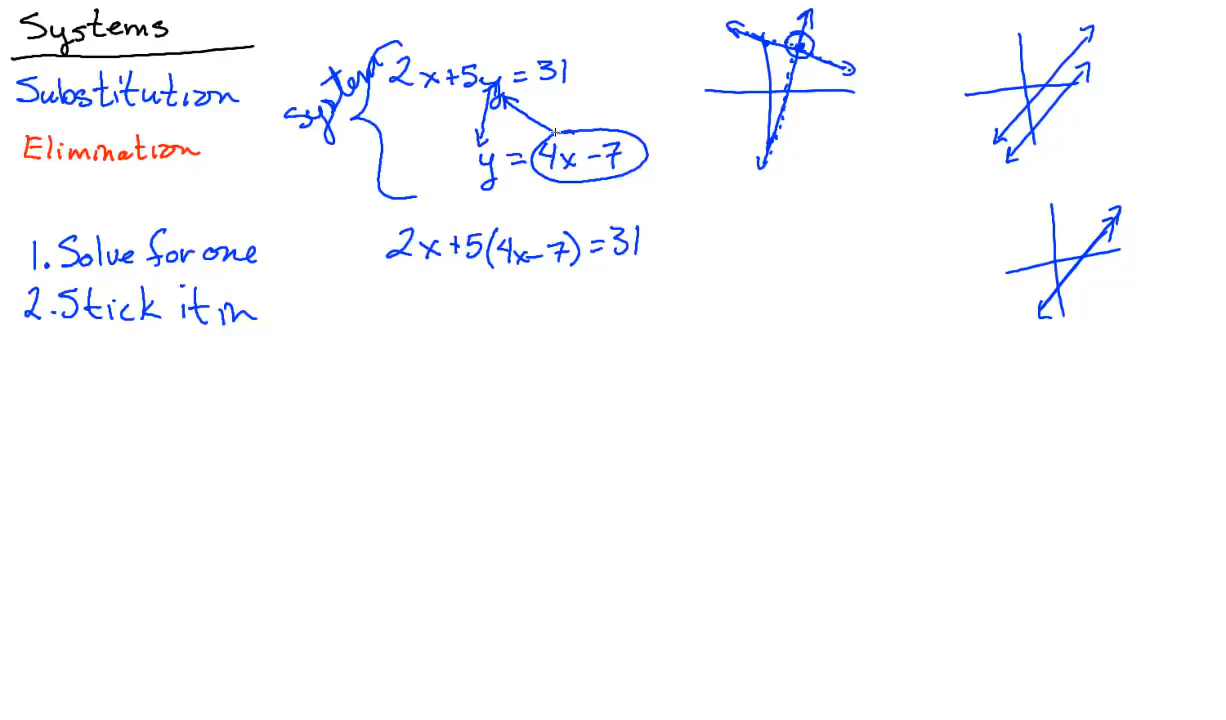 Systems
Substitution
Elimination
system
2x+5y = 31
y = 4x-7
1. Solve for one
2x+5(4x-7)=31
2. Stick it in